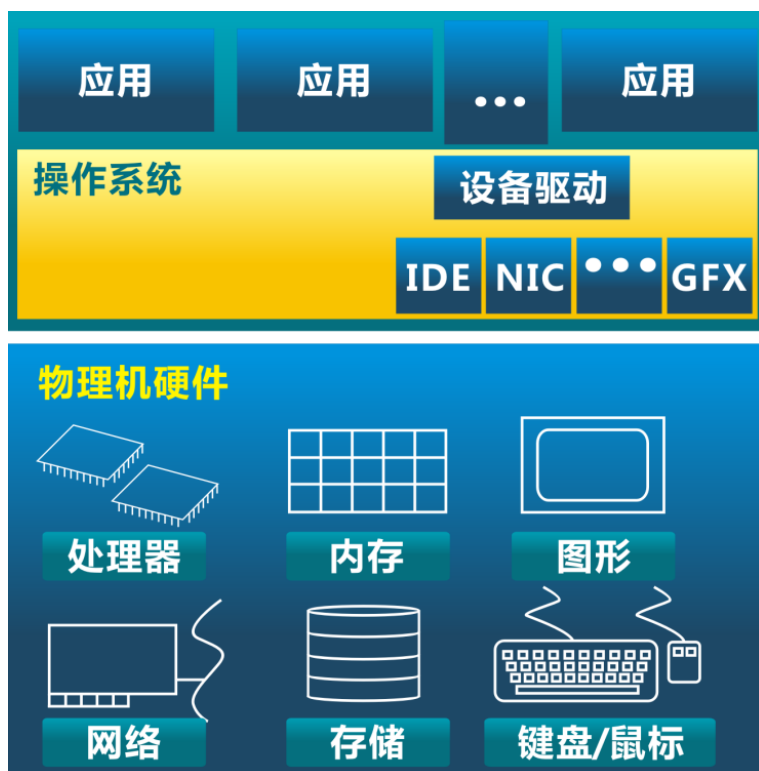 应用 应用 ... 应用
操作系统
设备驱动
IDE NIC ... GFX
物理机硬件
处理器 内存 图形
网络 存储 键盘/鼠标